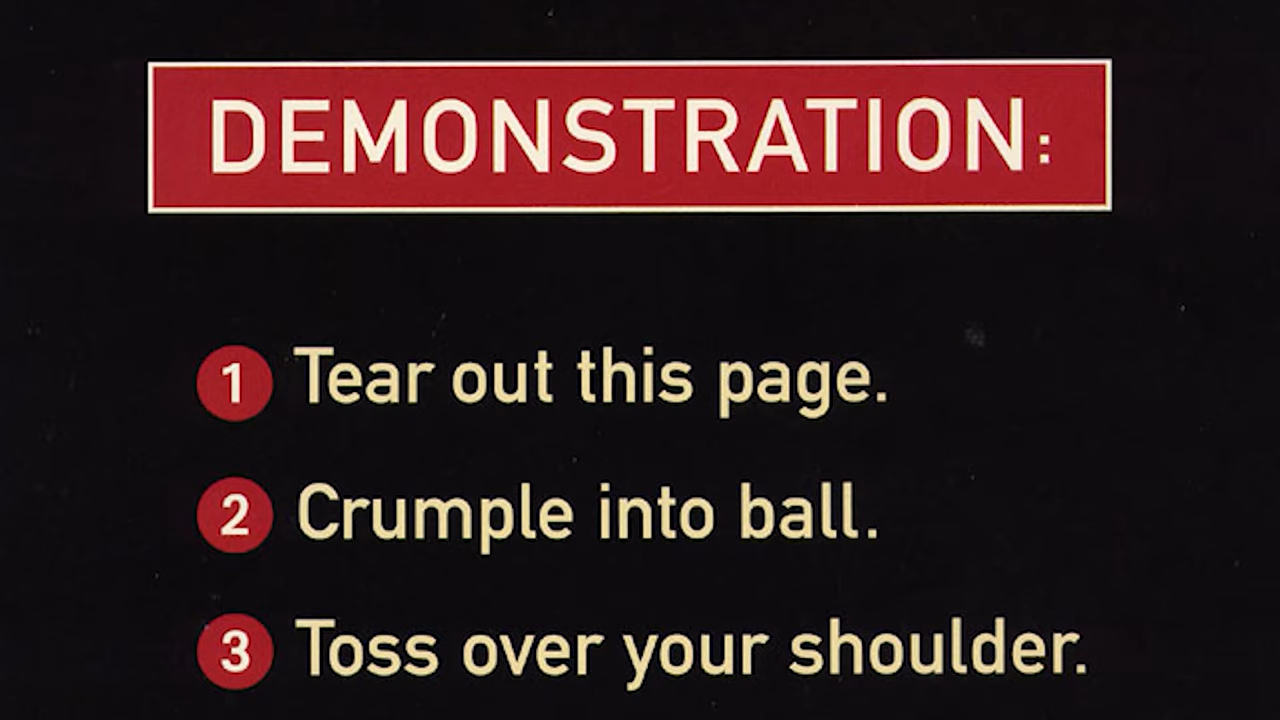 DEMONSTRATION:
1 Tear out this page.
2 Crumple into ball.
3 Toss over your shoulder.